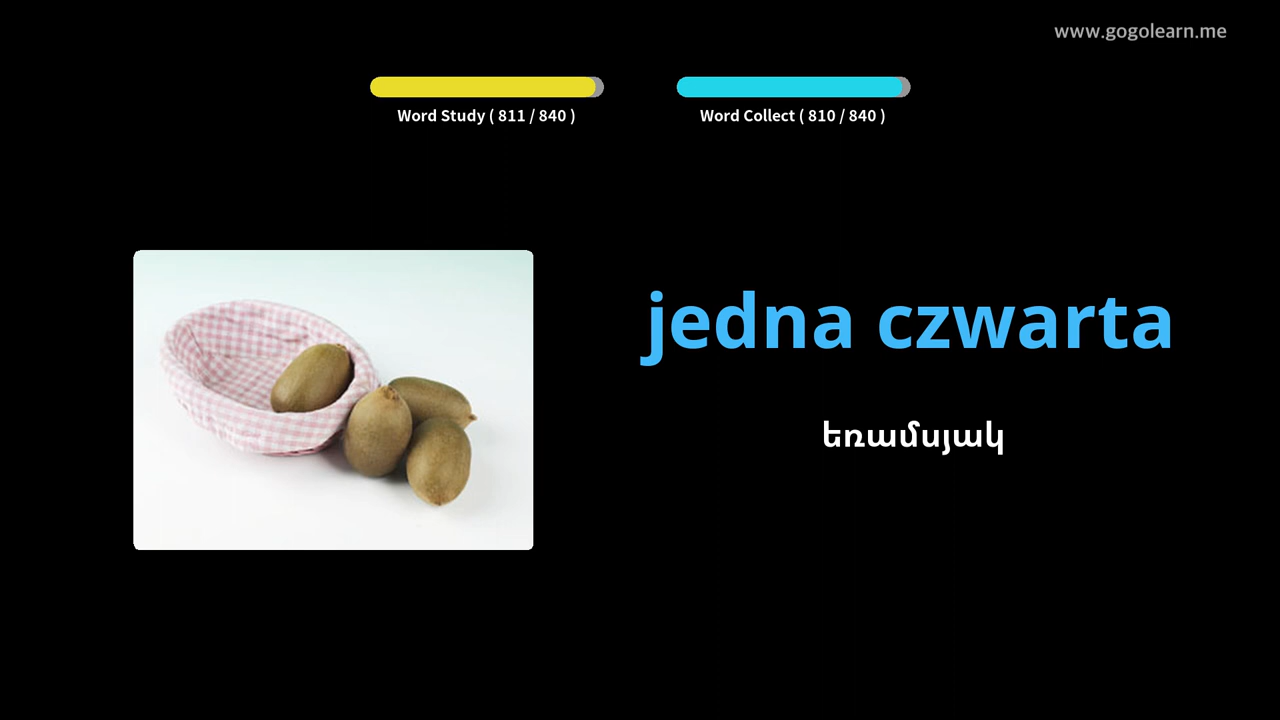 www.gogolearn.me
Word Study ( 811 / 840 )
Word Collect ( 810 / 840 )
jedna czwarta
եռամսյակ